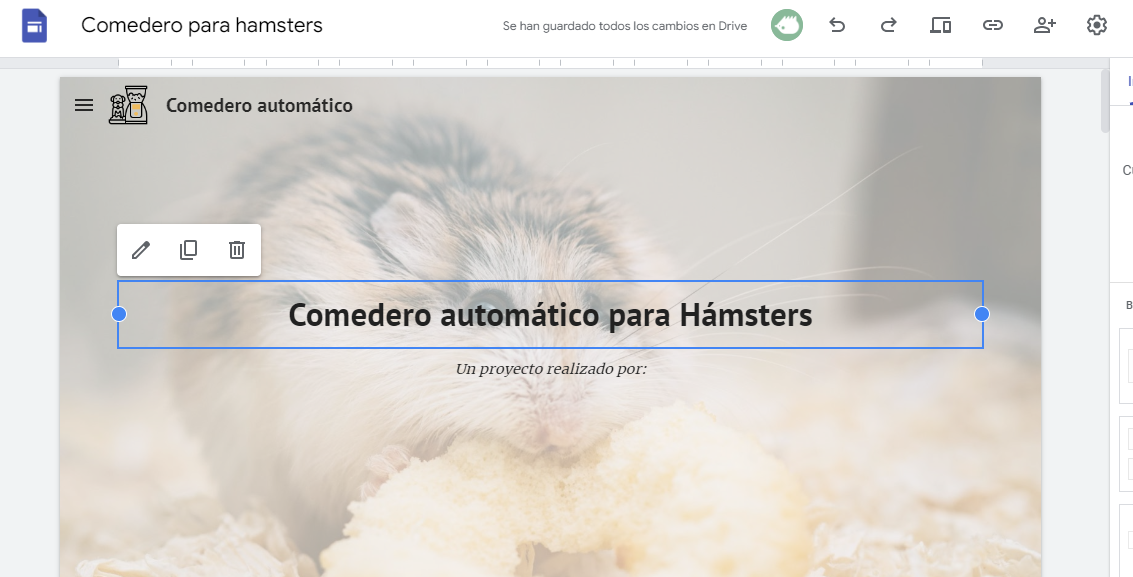 Comedero para hamsters
Se han guardado todos los cambios en Drive
Comedero automático
Comedero automático para Hámsters
Un proyecto realizado por: